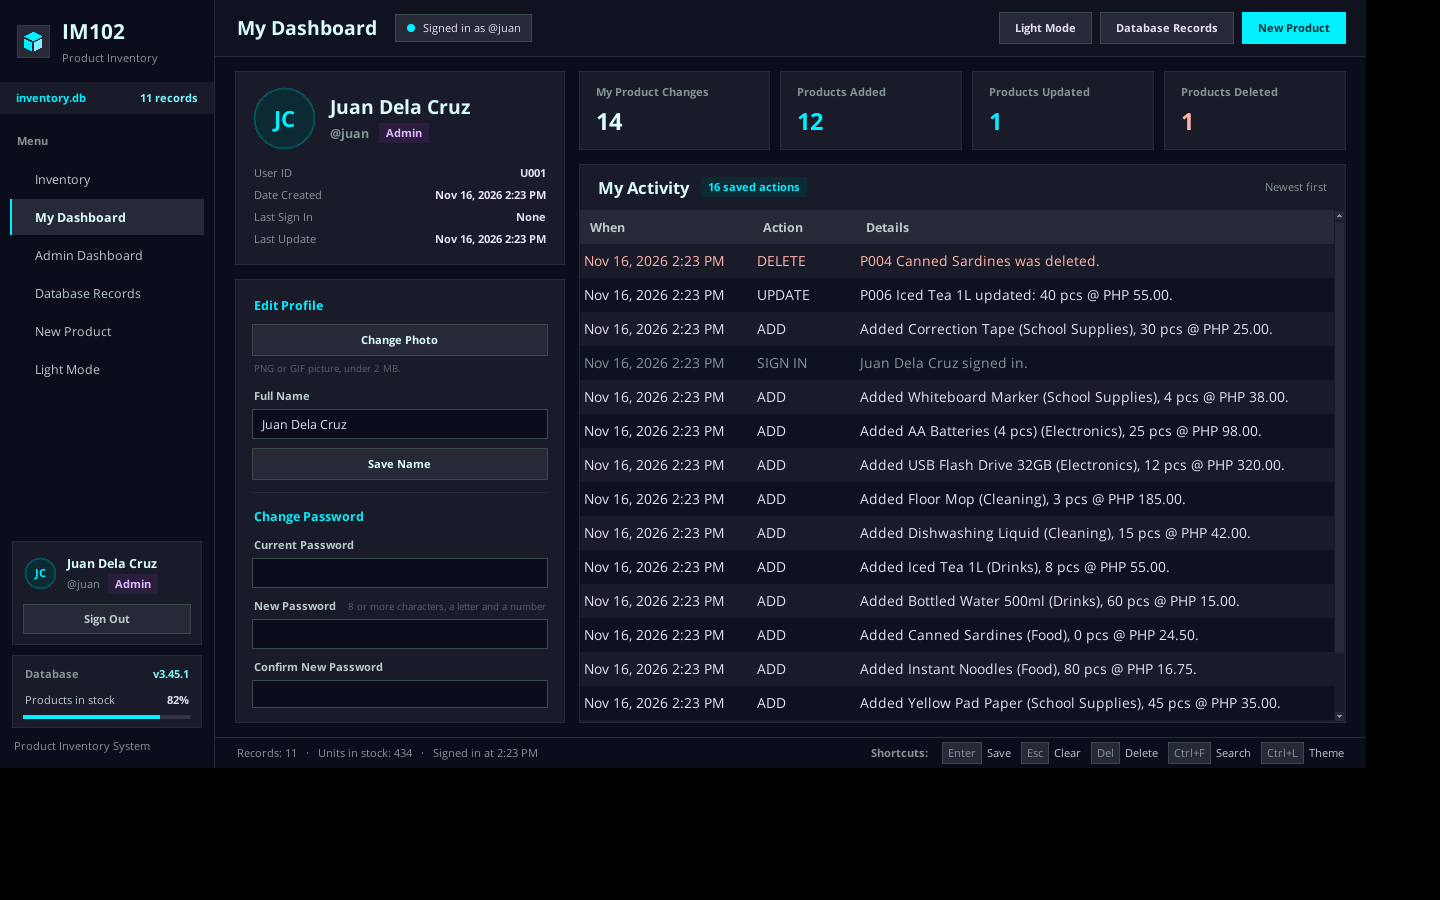 IM102
Product Inventory
inventory.db 11 records
Menu
Inventory
My Dashboard
Admin Dashboard
Database Records
New Product
Light Mode
JC
Juan Dela Cruz
@juan Admin
Sign Out
Database v3.45.1
Products in stock 82%
Product Inventory System
My Dashboard
Signed in as @juan
Light Mode
Database Records
New Product
JC
Juan Dela Cruz
@juan Admin
User ID U001
Date Created Nov 16, 2026 2:23 PM
Last Sign In None
Last Update Nov 16, 2026 2:23 PM
Edit Profile
Change Photo
PNG or GIF picture, under 2 MB.
Full Name
Juan Dela Cruz
Save Name
Change Password
Current Password
New Password 8 or more characters, a letter and a number
Confirm New Password
My Product Changes
14
Products Added
12
Products Updated
1
Products Deleted
1
My Activity 16 saved actions Newest first
When Action Details
Nov 16, 2026 2:23 PM DELETE P004 Canned Sardines was deleted.
Nov 16, 2026 2:23 PM UPDATE P006 Iced Tea 1L updated: 40 pcs @ PHP 55.00.
Nov 16, 2026 2:23 PM ADD Added Correction Tape (School Supplies), 30 pcs @ PHP 25.00.
Nov 16, 2026 2:23 PM SIGN IN Juan Dela Cruz signed in.
Nov 16, 2026 2:23 PM ADD Added Whiteboard Marker (School Supplies), 4 pcs @ PHP 38.00.
Nov 16, 2026 2:23 PM ADD Added AA Batteries (4 pcs) (Electronics), 25 pcs @ PHP 98.00.
Nov 16, 2026 2:23 PM ADD Added USB Flash Drive 32GB (Electronics), 12 pcs @ PHP 320.00.
Nov 16, 2026 2:23 PM ADD Added Floor Mop (Cleaning), 3 pcs @ PHP 185.00.
Nov 16, 2026 2:23 PM ADD Added Dishwashing Liquid (Cleaning), 15 pcs @ PHP 42.00.
Nov 16, 2026 2:23 PM ADD Added Iced Tea 1L (Drinks), 8 pcs @ PHP 55.00.
Nov 16, 2026 2:23 PM ADD Added Bottled Water 500ml (Drinks), 60 pcs @ PHP 15.00.
Nov 16, 2026 2:23 PM ADD Added Canned Sardines (Food), 0 pcs @ PHP 24.50.
Nov 16, 2026 2:23 PM ADD Added Instant Noodles (Food), 80 pcs @ PHP 16.75.
Nov 16, 2026 2:23 PM ADD Added Yellow Pad Paper (School Supplies), 45 pcs @ PHP 35.00.
Records: 11 · Units in stock: 434 · Signed in at 2:23 PM
Shortcuts: Enter Save Esc Clear Del Delete Ctrl+F Search Ctrl+L Theme